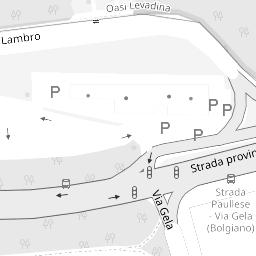 Oasi Levadina
Lambro
P
P
P
P
P
Strada provin
Via Gela
Strada
Paullese
- Via Gela
(Bolgiano)